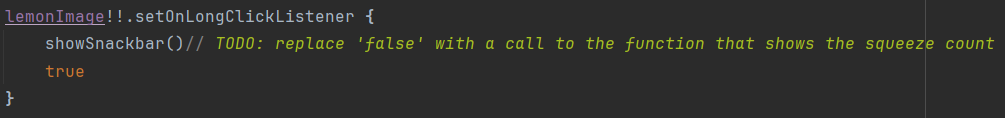 lemonImage!!.setOnLongClickListener {
    showSnackbar()// TODO: replace 'false' with a call to the function that shows the squeeze count
    true
}